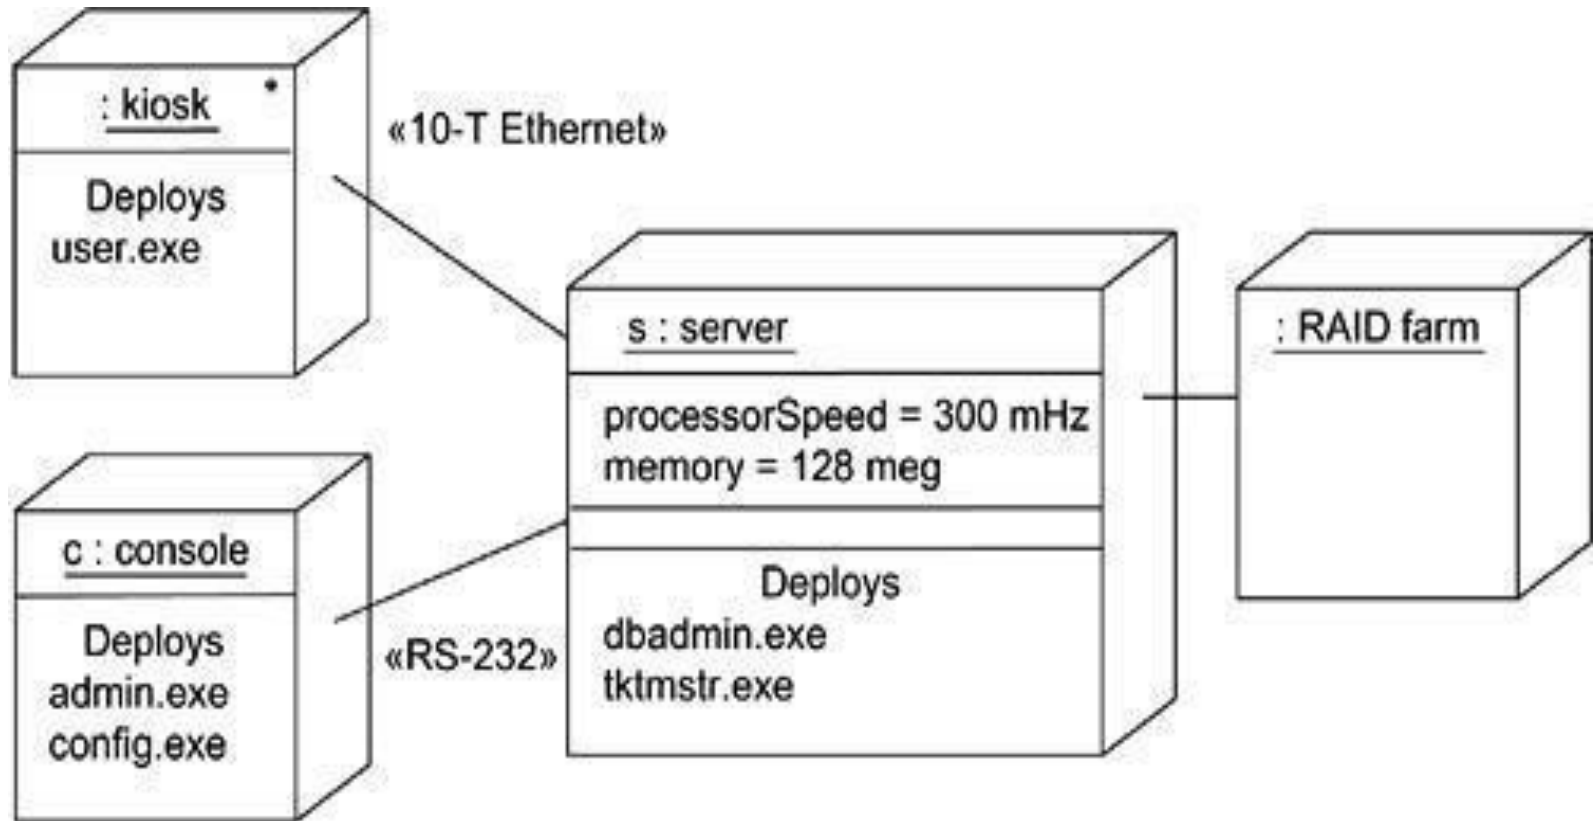 : kiosk
*
Deploys
user.exe
«10-T Ethernet»
c : console
Deploys
admin.exe
config.exe
«RS-232»
s : server
processorSpeed = 300 mHz
memory = 128 meg
Deploys
dbadmin.exe
tktmstr.exe
: RAID farm